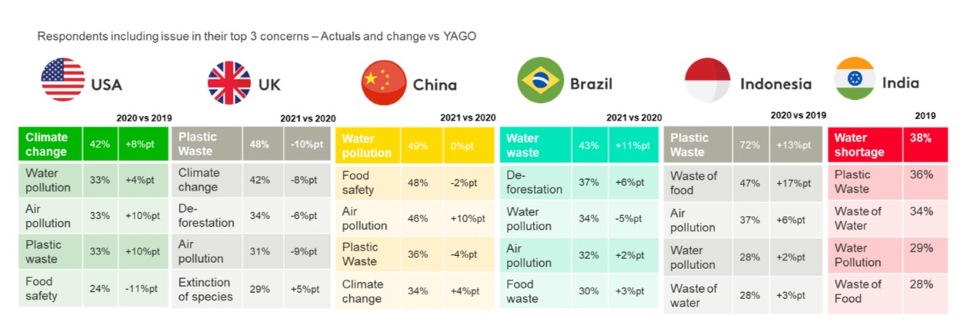 Respondents including issue in their top 3 concerns – Actuals and change vs YAGO
USA
UK
China
Brazil
Indonesia
India
2020 vs 2019
2021 vs 2020
2021 vs 2020
2021 vs 2020
2020 vs 2019
2019
Climate
change
42%
+8%pt
Water
pollution
33%
+4%pt
Air
pollution
33%
+10%pt
Plastic
waste
33%
+10%pt
Food
safety
24%
-11%pt
Plastic
Waste
48%
-10%pt
Climate
change
42%
-8%pt
De-
forestation
34%
-6%pt
Air
pollution
31%
-9%pt
Extinction
of species
29%
+5%pt
Water
pollution
49%
0%pt
Food
safety
48%
-2%pt
Air
pollution
46%
+10%pt
Plastic
Waste
36%
-4%pt
Climate
change
34%
+4%pt
Water
waste
43%
+11%pt
De-
forestation
37%
+6%pt
Water
pollution
34%
-5%pt
Air
pollution
32%
+2%pt
Food
waste
30%
+3%pt
Plastic
Waste
72%
+13%pt
Waste of
food
47%
+17%pt
Air
pollution
37%
+6%pt
Water
pollution
28%
+2%pt
Waste of
water
28%
+3%pt
Water
shortage
38%
Plastic
Waste
36%
Waste of
Water
34%
Water
Pollution
29%
Waste of
Food
28%